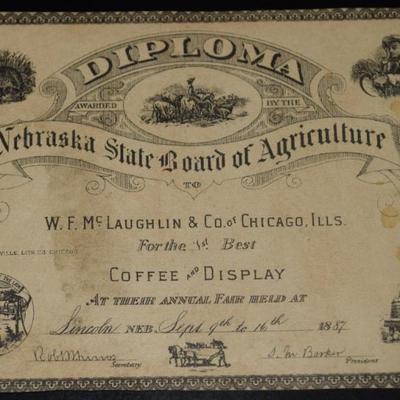 DIPLOMA
AWARDED BY THE
Nebraska State Board of Agriculture
TO
W. F. McLAUGHLIN & CO. of CHICAGO, ILLS.
For the 1st Best
COFFEE AND DISPLAY
AT THEIR ANNUAL FAIR HELD AT
Lincoln NEB. Sept 9th to 16th 1887
Secretary
S. M. Barker
President